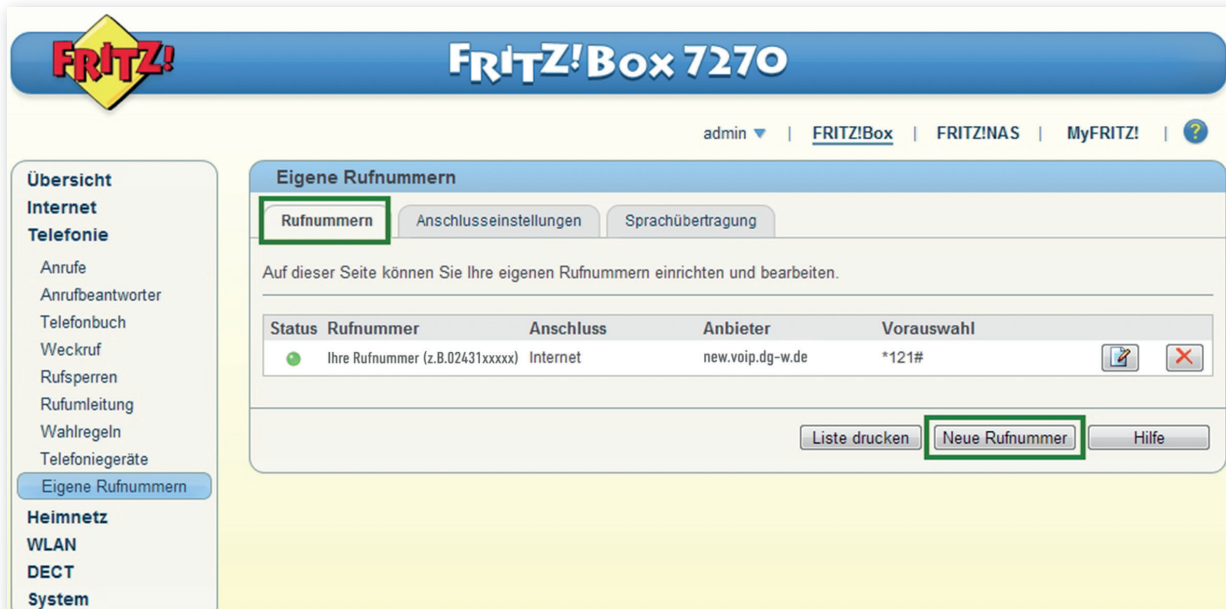 FRITZ!
FRITZ!Box 7270
admin | FRITZ!Box | FRITZ!NAS | MyFRITZ! | ?
Übersicht
Internet
Telefonie
Anrufe
Anrufbeantworter
Telefonbuch
Weckruf
Rufsperren
Rufumleitung
Wahlregeln
Telefoniegeräte
Eigene Rufnummern
Heimnetz
WLAN
DECT
System
Eigene Rufnummern
Rufnummern Anschlusseinstellungen Sprachübertragung
Auf dieser Seite können Sie Ihre eigenen Rufnummern einrichten und bearbeiten.
Status Rufnummer Anschluss Anbieter Vorauswahl
Ihre Rufnummer (z.B.02431xxxxx) Internet new.voip.dg-w.de *121#
Liste drucken Neue Rufnummer Hilfe